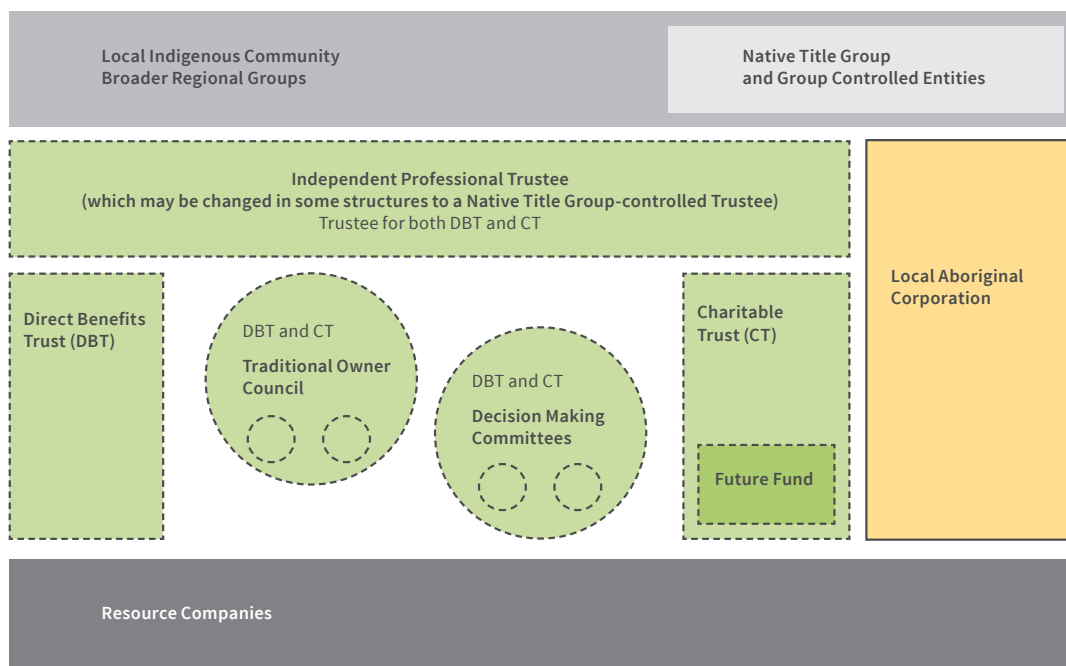 Local Indigenous Community
Broader Regional Groups
Native Title Group
and Group Controlled Entities
Independent Professional Trustee
(which may be changed in some structures to a Native Title Group-controlled Trustee)
Trustee for both DBT and CT
Direct Benefits
Trust (DBT)
DBT and CT
Traditional Owner
Council
DBT and CT
Decision Making
Committees
Charitable
Trust (CT)
Future Fund
Local Aboriginal
Corporation
Resource Companies